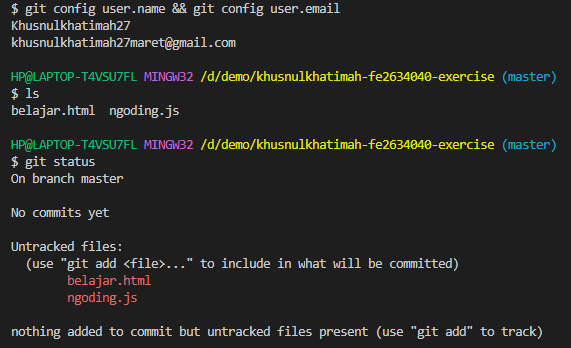 $ git config user.name && git config user.email
Khusnulkhatimah27
khusnulkhatimah27maret@gmail.com
HP@LAPTOP-T4VSU7FL MINGW32 /d/demo/khusnulkhatimah-fe2634040-exercise (master)
$ ls
belajar.html  ngoding.js
HP@LAPTOP-T4VSU7FL MINGW32 /d/demo/khusnulkhatimah-fe2634040-exercise (master)
$ git status
On branch master
No commits yet
Untracked files:
  (use "git add <file>..." to include in what will be committed)
        belajar.html
        ngoding.js
nothing added to commit but untracked files present (use "git add" to track)